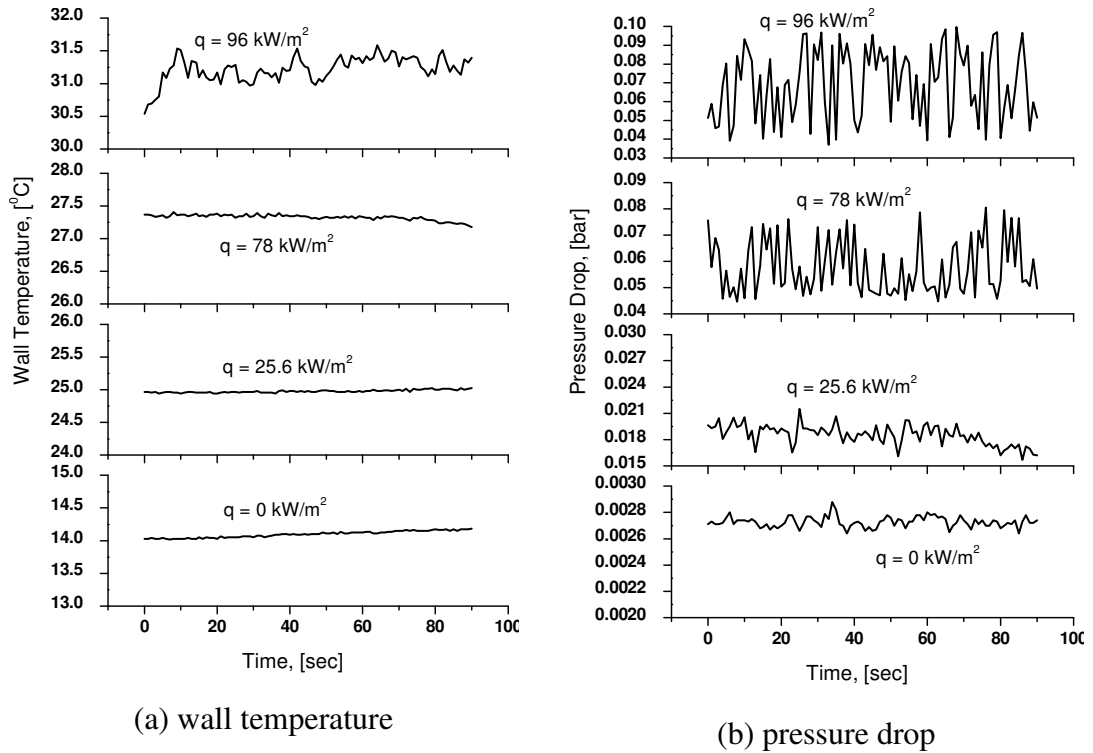 31.5
31.0
30.5
30.0
q = 96 kW/m²
28.0
27.5
27.0
26.5
26.0
q = 78 kW/m²
26.0
25.5
25.0
24.5
24.0
q = 25.6 kW/m²
15.0
14.5
14.0
13.5
13.0
q = 0 kW/m²
Wall Temperature, [⁰C]
0 20 40 60 80 100
Time, [sec]
(a) wall temperature
0.10
0.09
0.08
0.07
0.06
0.05
0.04
0.03
q = 96 kW/m²
0.09
0.08
0.07
0.06
0.05
0.04
q = 78 kW/m²
0.030
0.027
0.024
0.021
0.018
0.015
q = 25.6 kW/m²
0.0030
0.0028
0.0026
0.0024
0.0022
0.0020
q = 0 kW/m²
Pressure Drop, [bar]
0 20 40 60 80 100
Time, [sec]
(b) pressure drop